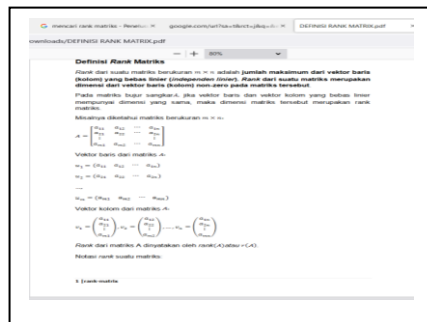 mencari rank matriks - Penelus
google.com/url?sa=t&rct=j&q=&
DEFINISI RANK MATRIK.pdf
ownloads/DEFINISI RANK MATRIK.pdf
— + 80%
Definisi Rank Matriks
Rank dari suatu matriks berukuran m × n adalah jumlah maksimum dari vektor baris
(kolom) yang bebas linier (independen linier). Rank dari suatu matriks merupakan
dimensi dari vektor baris (kolom) non-zero pada matriks tersebut.
Pada matriks bujur sangkar A, jika vektor baris dan vektor kolom yang bebas linier
mempunyai dimensi yang sama, maka dimensi matriks tersebut merupakan rank
matriks.
Misalnya diketahui matriks berukuran m × n:
A =
Vektor baris dari matriks A:
Vektor kolom dari matriks A:
Rank dari matriks A dinyatakan oleh rank(A) atau r(A).
Notasi rank suatu matriks:
1 |rank-matrix